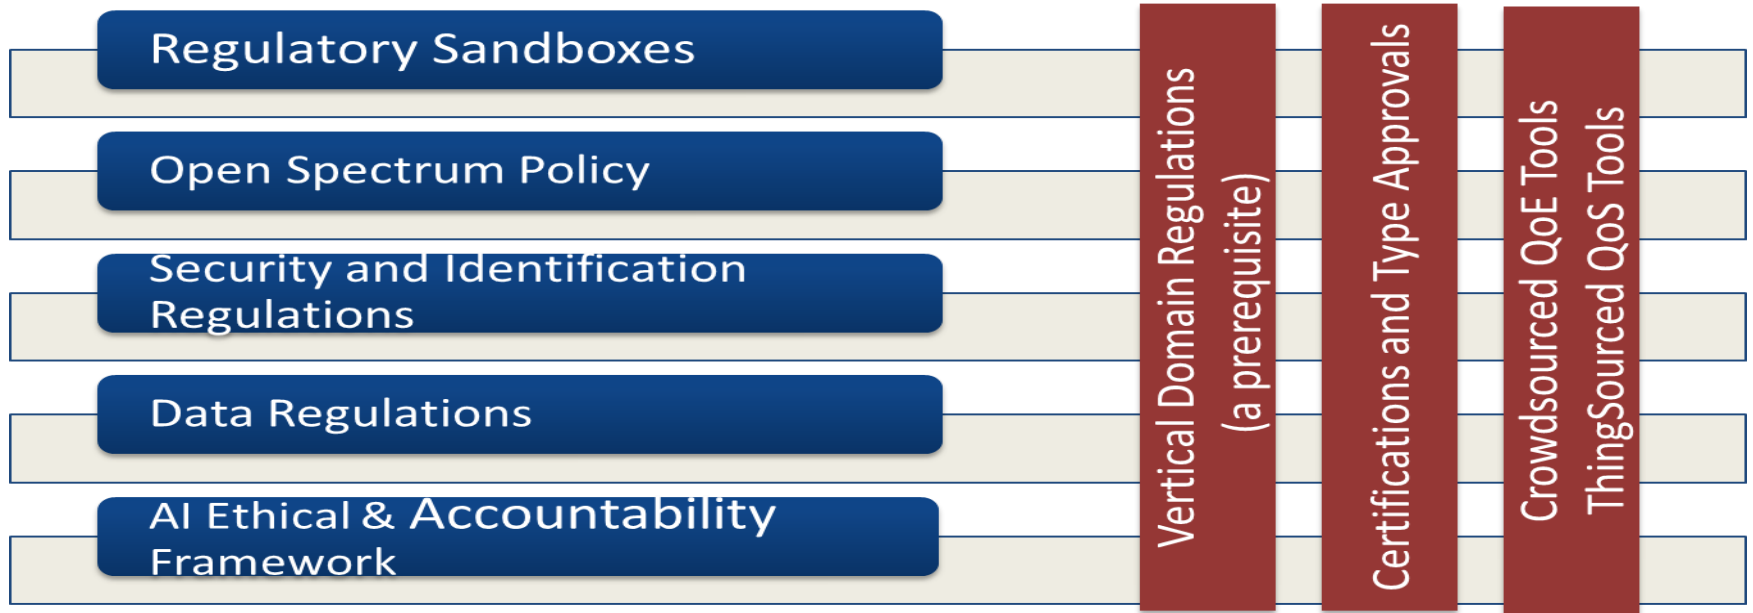 Regulatory Sandboxes
Open Spectrum Policy
Security and Identification
Regulations
Data Regulations
AI Ethical & Accountability
Framework
Vertical Domain Regulations
(a prerequisite)
Certifications and Type Approvals
Crowdsourced QoE Tools
ThingSourced QoS Tools